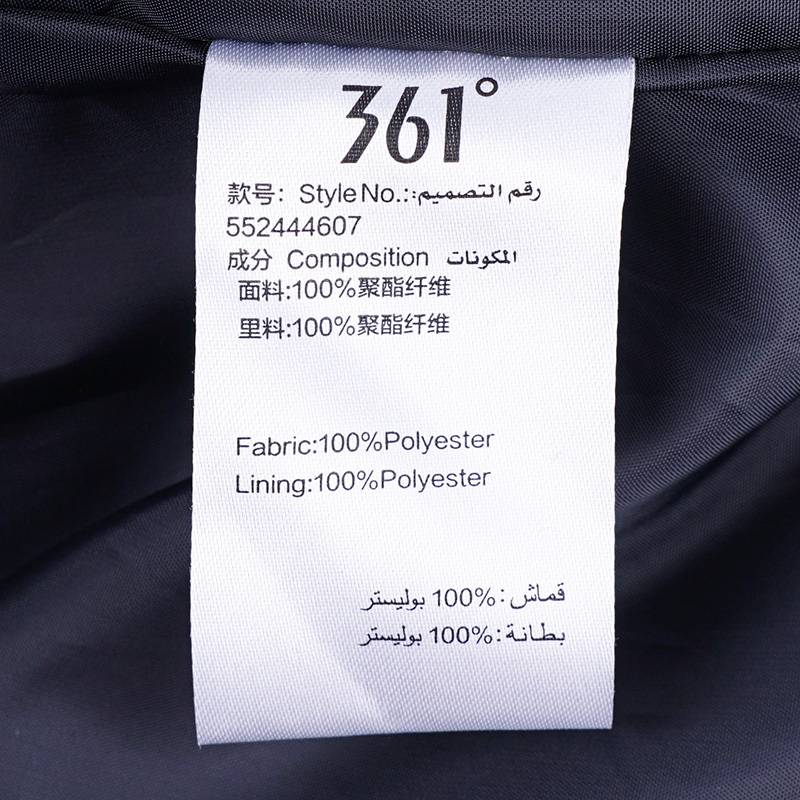 361°
款号: Style No.: رقم التصميم:
552444607
成分 Composition المكونات
面料:100%聚酯纤维
里料:100%聚酯纤维
Fabric:100%Polyester
Lining:100%Polyester
قماش: 100% بوليستر
بطانة: 100% بوليستر